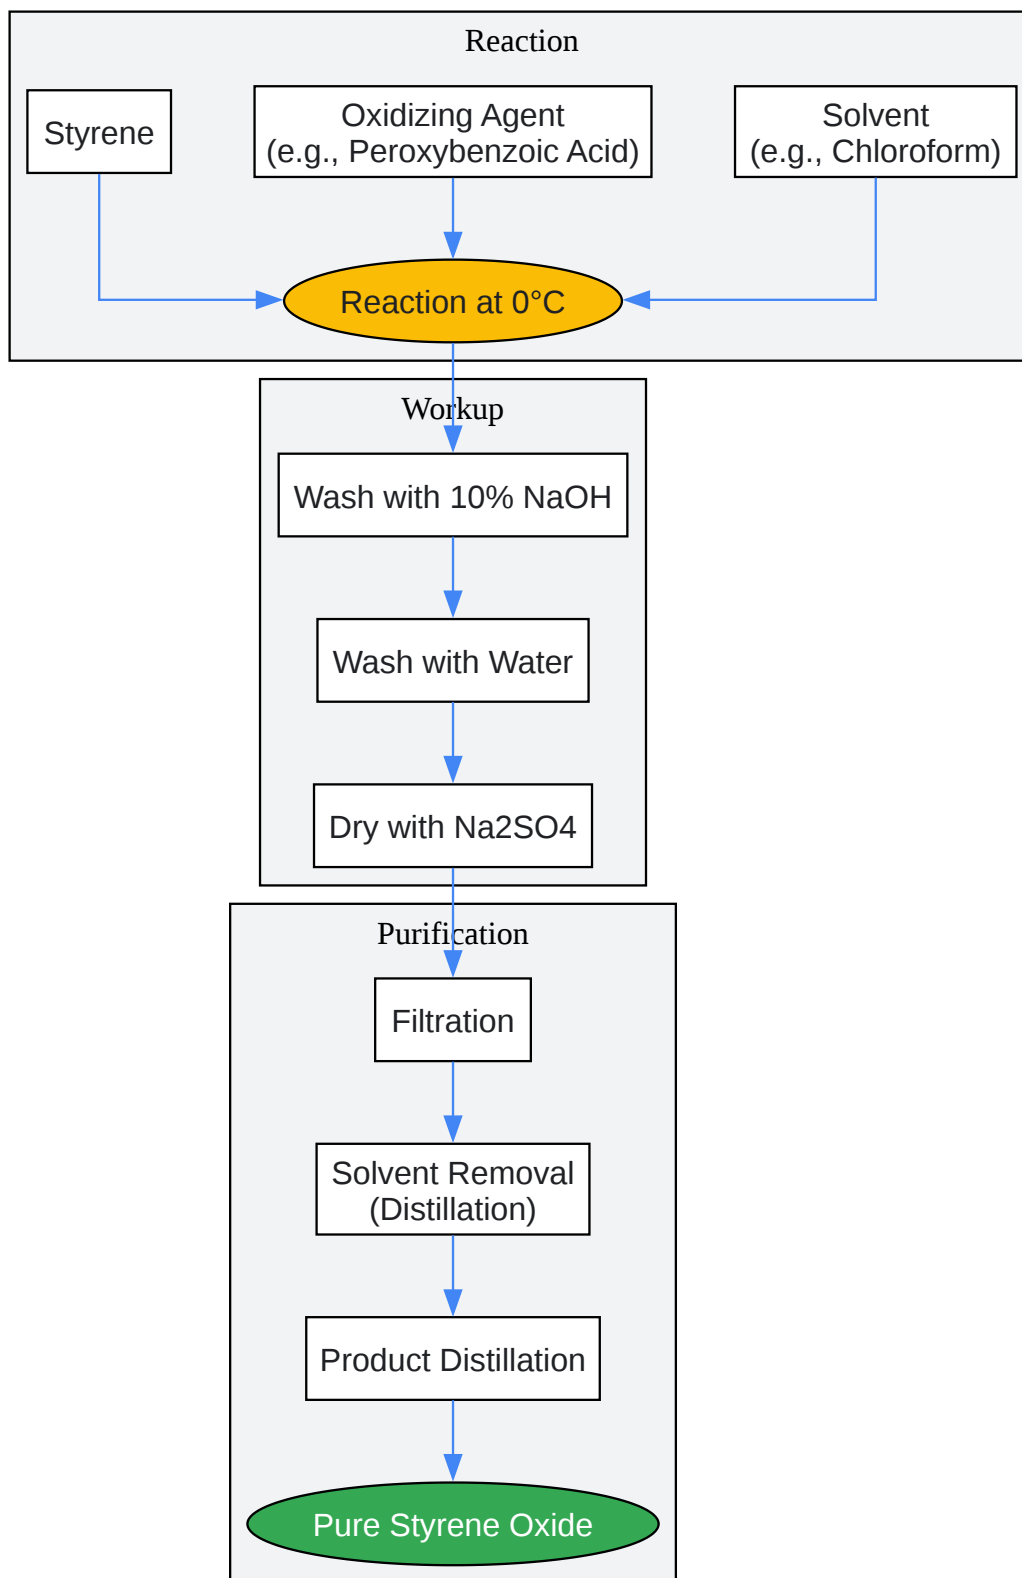 Reaction
Styrene
Oxidizing Agent
(e.g., Peroxybenzoic Acid)
Solvent
(e.g., Chloroform)
Reaction at 0°C
Workup
Wash with 10% NaOH
Wash with Water
Dry with Na2SO4
Purification
Filtration
Solvent Removal
(Distillation)
Product Distillation
Pure Styrene Oxide